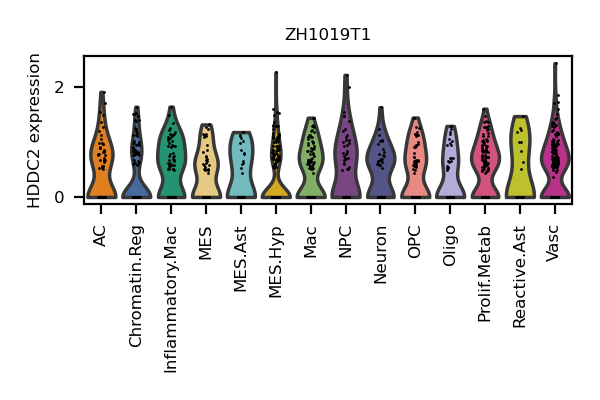 ZH1019T1
HDDC2 expression
2
0
AC
Chromatin.Reg
Inflammatory.Mac
MES
MES.Ast
MES.Hyp
Mac
NPC
Neuron
OPC
Oligo
Prolif.Metab
Reactive.Ast
Vasc